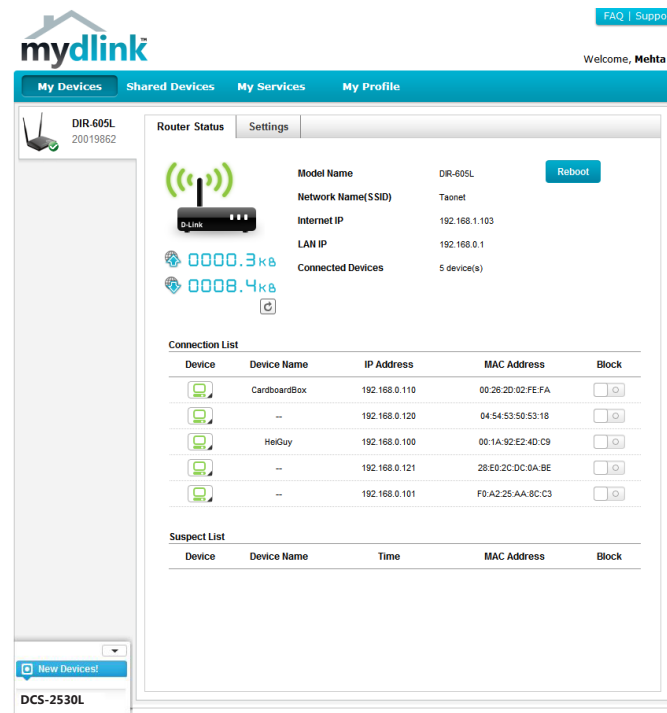 FAQ | Suppo
mydlink
Welcome, Mehta
My Devices Shared Devices My Services My Profile
DIR-605L
20019862
Router Status Settings
Model Name DIR-605L Reboot
Network Name(SSID) Taonet
Internet IP 192.168.1.103
LAN IP 192.168.0.1
Connected Devices 5 device(s)
D-Link
0000.3 KB
0008.4 KB
Connection List
Device Device Name IP Address MAC Address Block
CardboardBox 192.168.0.110 00:26:2D:02:FE:FA
-- 192.168.0.120 04:54:53:50:53:18
HeiGuy 192.168.0.100 00:1A:92:E2:4D:C9
-- 192.168.0.121 28:E0:2C:DC:0A:BE
-- 192.168.0.101 F0:A2:25:AA:8C:C3
Suspect List
Device Device Name Time MAC Address Block
New Devices!
DCS-2530L